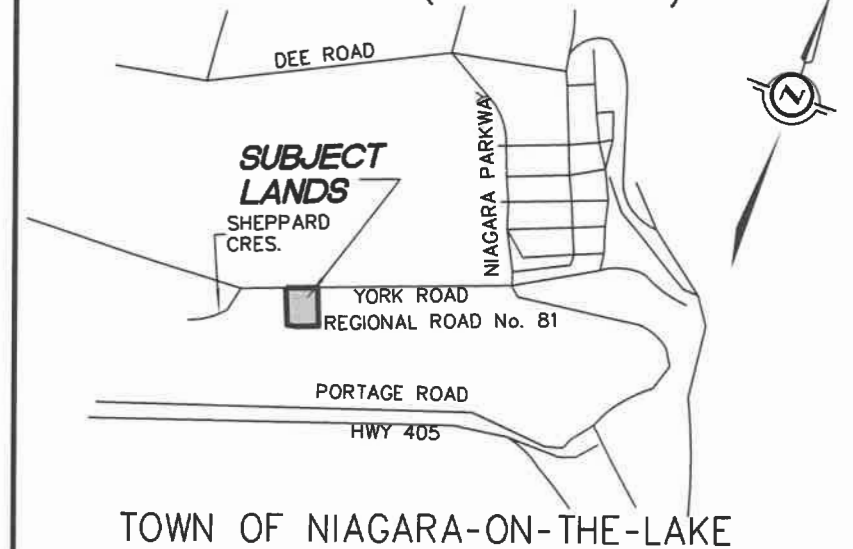 DEE ROAD
N
NIAGARA PARKWAY
SUBJECT
LANDS
SHEPPARD
CRES.
YORK ROAD
REGIONAL ROAD No. 81
PORTAGE ROAD
HWY 405
TOWN OF NIAGARA-ON-THE-LAKE